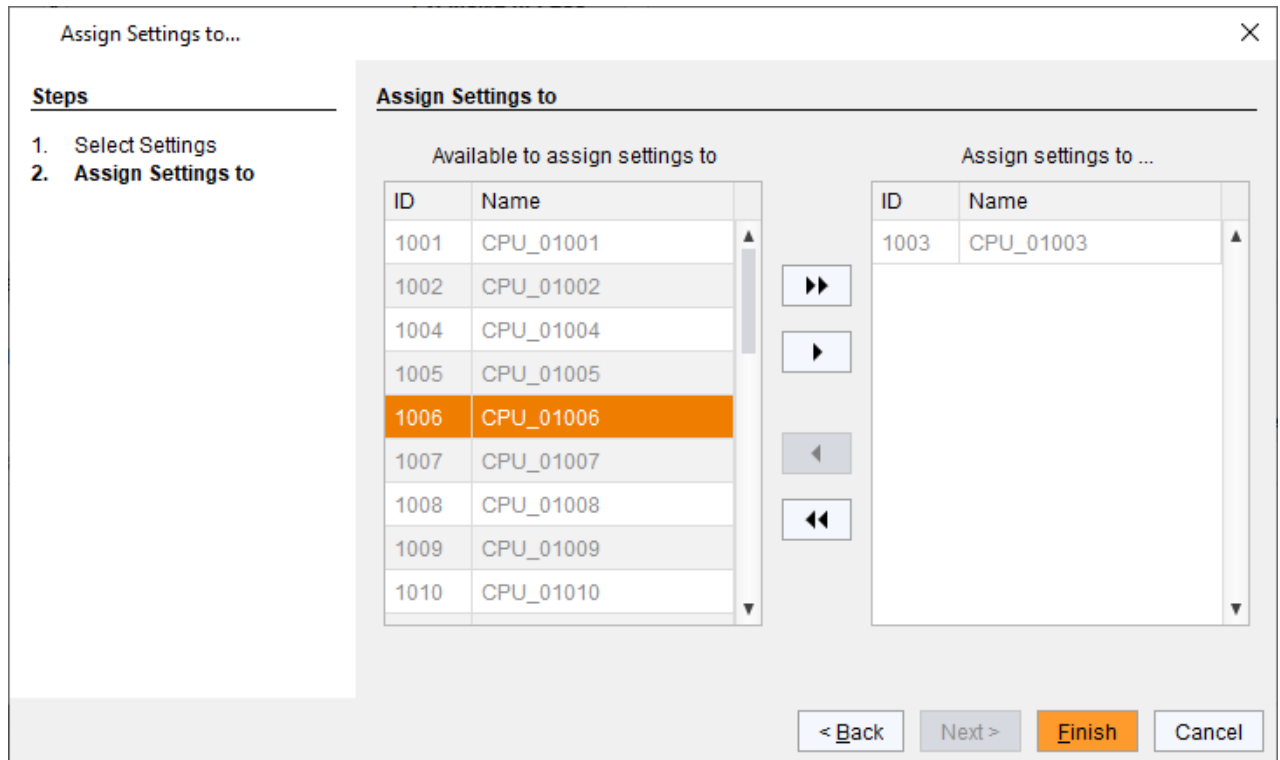 Assign Settings to...
Steps
1. Select Settings
2. Assign Settings to
Assign Settings to
Available to assign settings to
ID Name
1001 CPU_01001
1002 CPU_01002
1004 CPU_01004
1005 CPU_01005
1006 CPU_01006
1007 CPU_01007
1008 CPU_01008
1009 CPU_01009
1010 CPU_01010
Assign settings to ...
ID Name
1003 CPU_01003
< Back Next > Finish Cancel